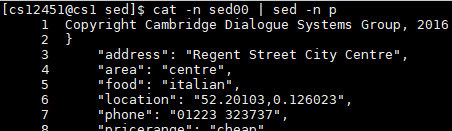 [cs12451@cs1 sed]$ cat -n sed00 | sed -n p
1 Copyright Cambridge Dialogue Systems Group, 2016
2 }
3 "address": "Regent Street City Centre",
4 "area": "centre",
5 "food": "italian",
6 "location": "52.20103,0.126023",
7 "phone": "01223 323737",
8 "pricerange": "cheap"